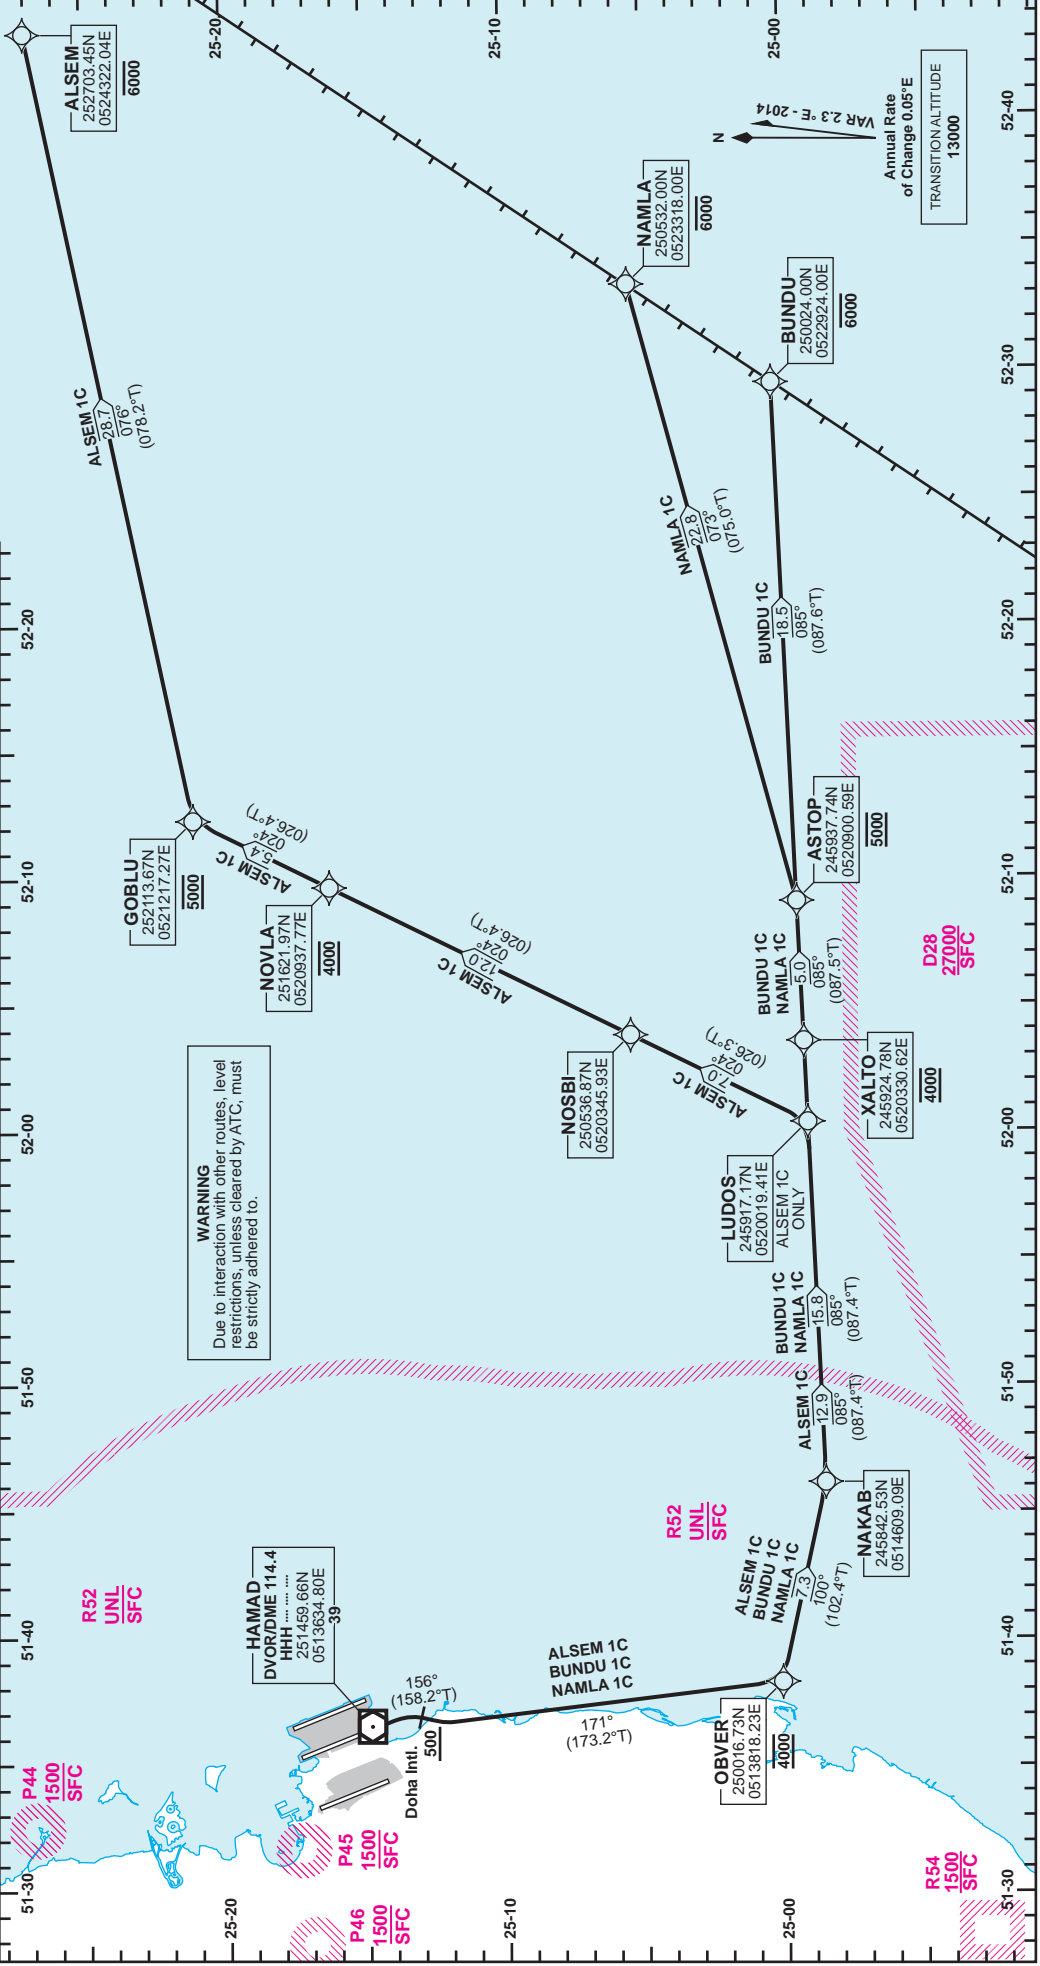 ALSEM
252703.45N
0524322.04E
6000
25-20
25-10
25-00
52-40
52-30
52-20
52-10
52-00
51-50
51-40
51-30
N
VAR 2.3°E - 2014
Annual Rate
of Change 0.05°E
TRANSITION ALTITUDE
13000
NAMLA
250532.00N
0523318.00E
6000
BUNDU
250024.00N
0522924.00E
6000
ALSEM 1C
28.7
076°
(078.2°T)
NAMLA 1C
22.8
073°
(075.0°T)
BUNDU 1C
18.5
085°
(087.6°T)
52-20
GOBLU
252113.67N
0521217.27E
5000
ALSEM 1C
5.4
024°
(026.4°T)
52-10
NOVLA
251621.97N
0520937.77E
4000
ALSEM 1C
12.0
024°
(026.4°T)
ASTOP
245937.74N
0520900.59E
5000
BUNDU 1C
NAMLA 1C
5.0
085°
(087.5°T)
D28
27000
SFC
NOSBI
250536.87N
0520345.93E
ALSEM 1C
7.0
024°
(026.3°T)
XALTO
245924.78N
0520330.62E
4000
52-00
LUDOS
245917.17N
0520019.41E
ALSEM 1C
ONLY
WARNING
Due to interaction with other routes, level
restrictions, unless cleared by ATC, must
be strictly adhered to.
BUNDU 1C
NAMLA 1C
15.8
085°
(087.4°T)
ALSEM 1C
12.9
085°
(087.4°T)
51-50
NAKAB
245842.53N
0514609.09E
R52
UNL
SFC
R52
UNL
SFC
ALSEM 1C
BUNDU 1C
NAMLA 1C
7.3
100°
(102.4°T)
HAMAD
DVOR/DME 114.4
HHH .... .... ....
251459.66N
0513634.80E
39
51-40
156°
(158.2°T)
500
ALSEM 1C
BUNDU 1C
NAMLA 1C
171°
(173.2°T)
OBVER
250016.73N
0513818.23E
4000
Doha Intl.
P44
1500
SFC
P45
1500
SFC
P46
1500
SFC
R54
1500
SFC
51-30
25-20
25-10
25-00